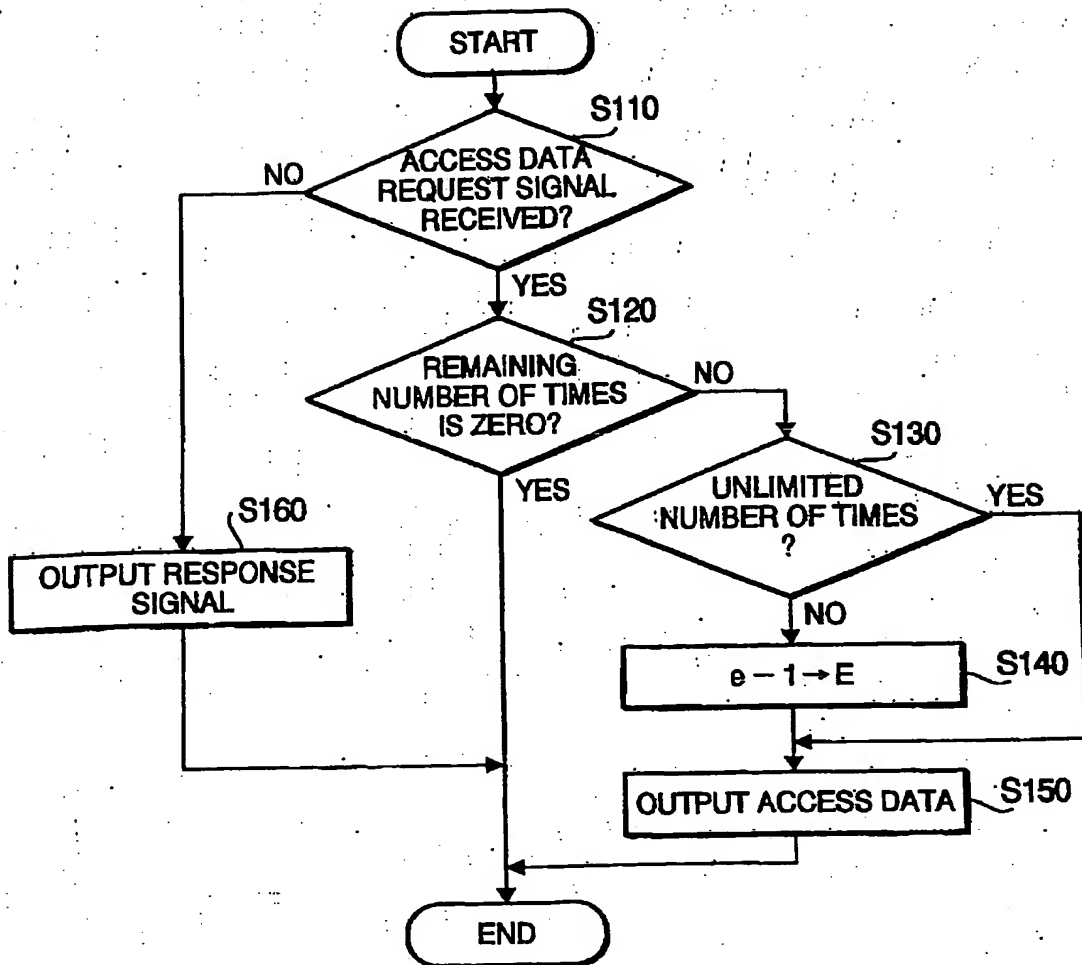 START
S110
ACCESS DATA
REQUEST SIGNAL
RECEIVED?
NO
YES
S120
REMAINING
NUMBER OF TIMES
IS ZERO?
NO
YES
S130
UNLIMITED
NUMBER OF TIMES
?
YES
NO
S160
OUTPUT RESPONSE
SIGNAL
e – 1 → E
S140
OUTPUT ACCESS DATA
S150
END